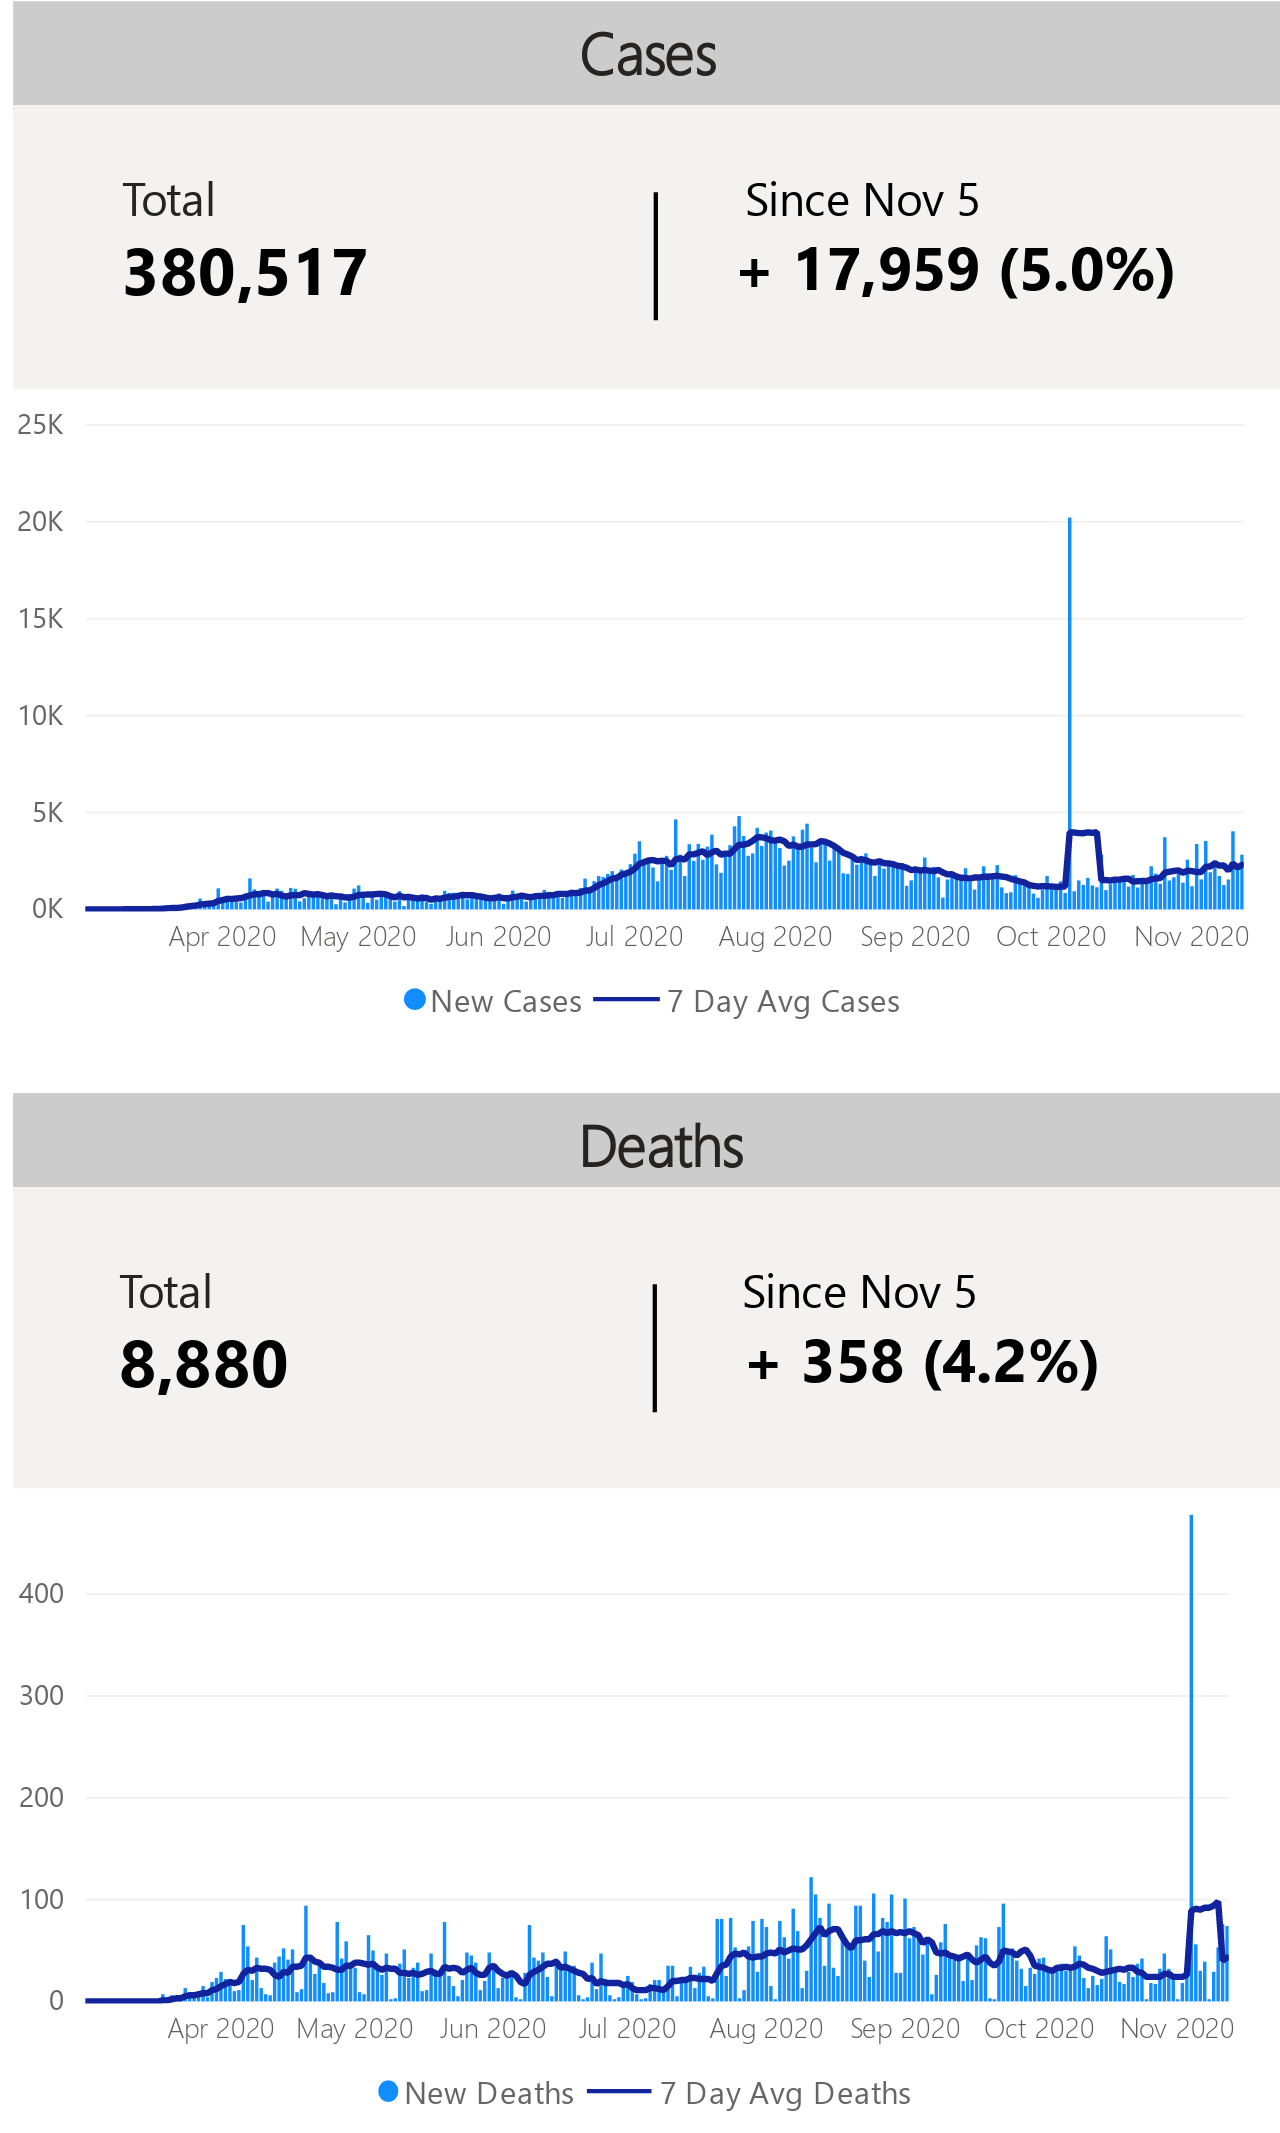 Cases
Total
Since Nov 5
380,517
+ 17,959 (5.0%)
25K
20K
15K
10K
5K
0K
Apr 2020 May 2020 Jun 2020 Jul 2020 Aug 2020 Sep 2020 Oct 2020 Nov 2020
New Cases 7 Day Avg Cases
Deaths
Total
Since Nov 5
8,880
+ 358 (4.2%)
400
300
200
100
0
Apr 2020 May 2020 Jun 2020 Jul 2020 Aug 2020 Sep 2020 Oct 2020 Nov 2020
New Deaths 7 Day Avg Deaths